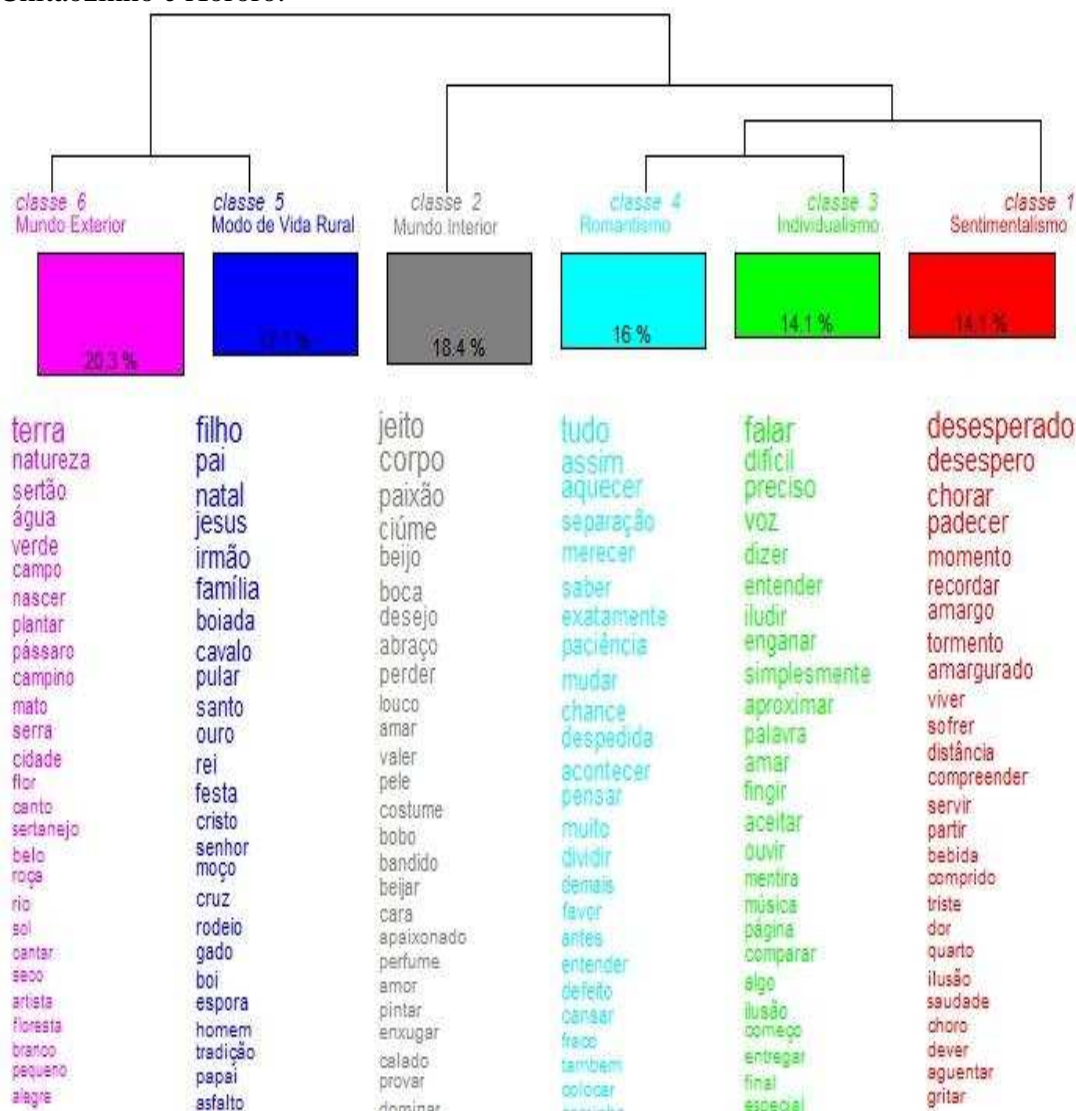 Chitãozinho e Xororó.
classe 6
Mundo Exterior
classe 5
Modo de Vida Rural
classe 2
Mundo Interior
classe 4
Romantismo
classe 3
Individualismo
classe 1
Sentimentalismo
20.3 %
18.4 %
16 %
14.1 %
14.1 %
terra
natureza
sertão
água
verde
campo
nascer
plantar
pássaro
campino
mato
serra
cidade
flor
canto
sertanejo
belo
roça
rio
sol
cantar
seco
artista
floresta
branco
pequeno
alegre
filho
pai
natal
jesus
irmão
família
boiada
cavalo
pular
santo
ouro
rei
festa
cristo
senhor
moço
cruz
rodeio
gado
boi
espora
homem
tradição
papai
asfalto
jeito
corpo
paixão
ciúme
beijo
boca
desejo
abraço
perder
louco
amar
valer
pele
costume
bobo
bandido
beijar
cara
apaixonado
perfume
amor
pintar
enxugar
calado
provar
dominar
tudo
assim
aquecer
separação
merecer
saber
exatamente
paciência
mudar
chance
despedida
acontecer
pensar
muito
dividir
demais
favor
antes
entender
defeito
cansar
fraco
tambem
colocar
falar
difícil
preciso
voz
dizer
entender
iludir
enganar
simplesmente
aproximar
palavra
amar
fingir
aceitar
ouvir
mentira
música
página
comparar
algo
ilusão
começo
entregar
final
especial
desesperado
desespero
chorar
padecer
momento
recordar
amargo
tormento
amargurado
viver
sofrer
distância
compreender
servir
partir
bebida
comprido
triste
dor
quarto
ilusão
saudade
choro
dever
aguentar
gritar